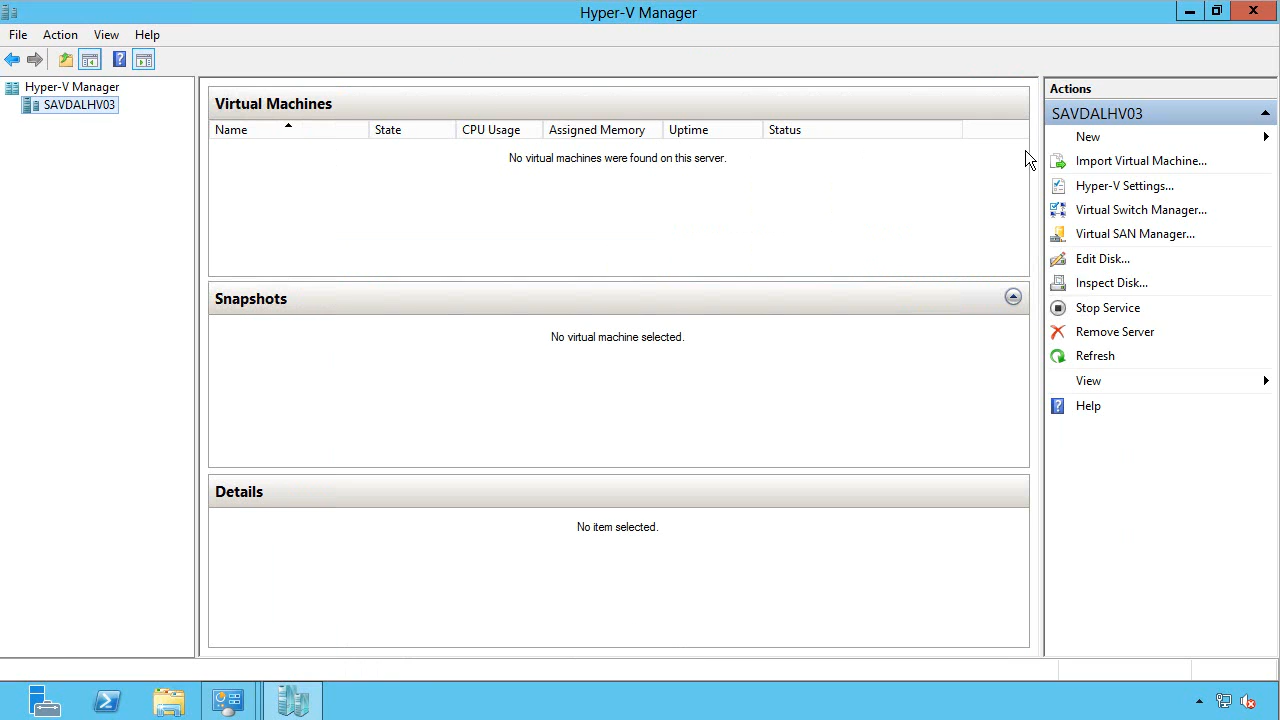 Hyper-V Manager
File Action View Help
Hyper-V Manager
SAVDALHV03
Virtual Machines
Name State CPU Usage Assigned Memory Uptime Status
No virtual machines were found on this server.
Snapshots
No virtual machine selected.
Details
No item selected.
Actions
SAVDALHV03
New
Import Virtual Machine...
Hyper-V Settings...
Virtual Switch Manager...
Virtual SAN Manager...
Edit Disk...
Inspect Disk...
Stop Service
Remove Server
Refresh
View
Help